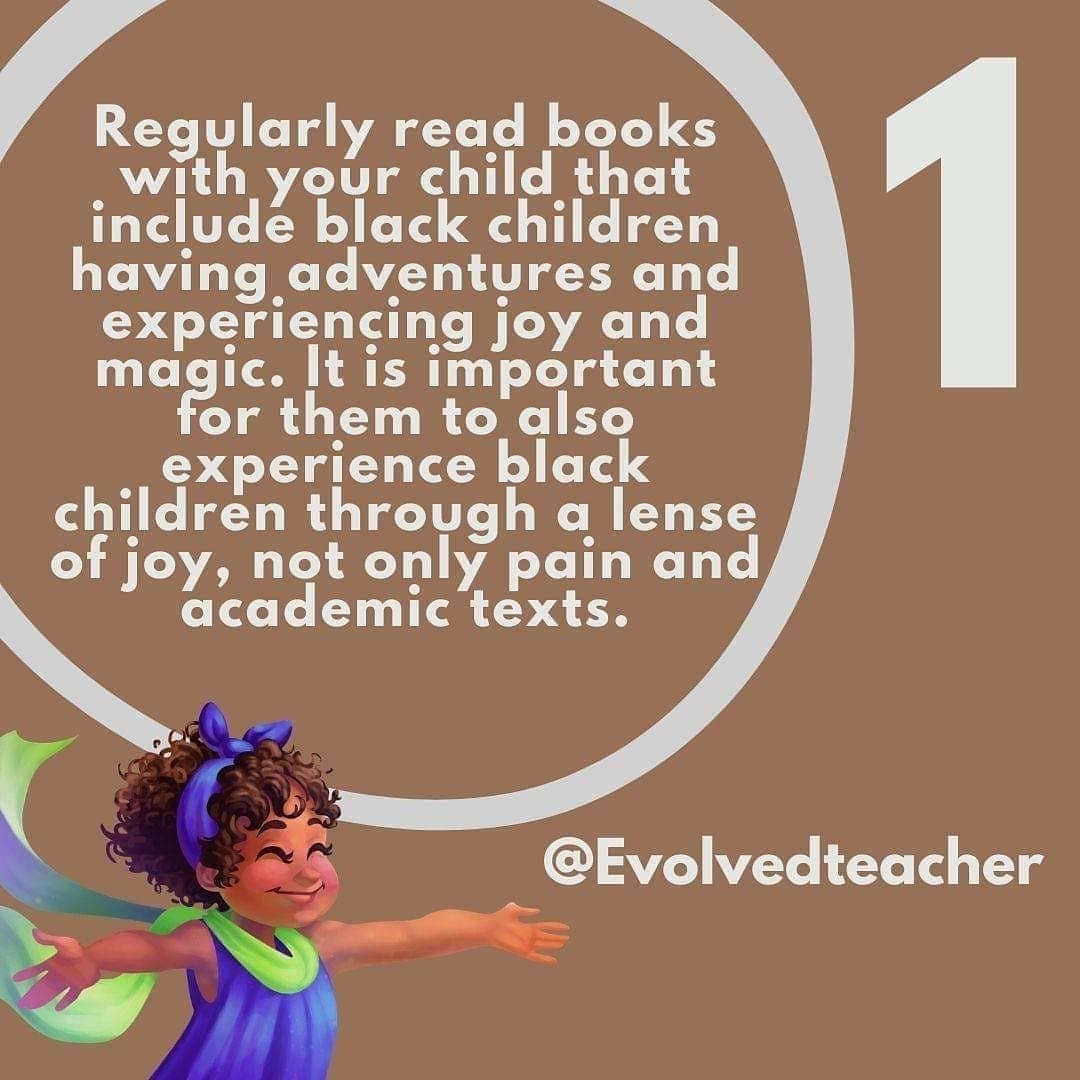 Regularly read books
with your child that
include black children
having adventures and
experiencing joy and
magic. It is important
for them to also
experience black
children through a lense
of joy, not only pain and
academic texts.
1
@Evolvedteacher